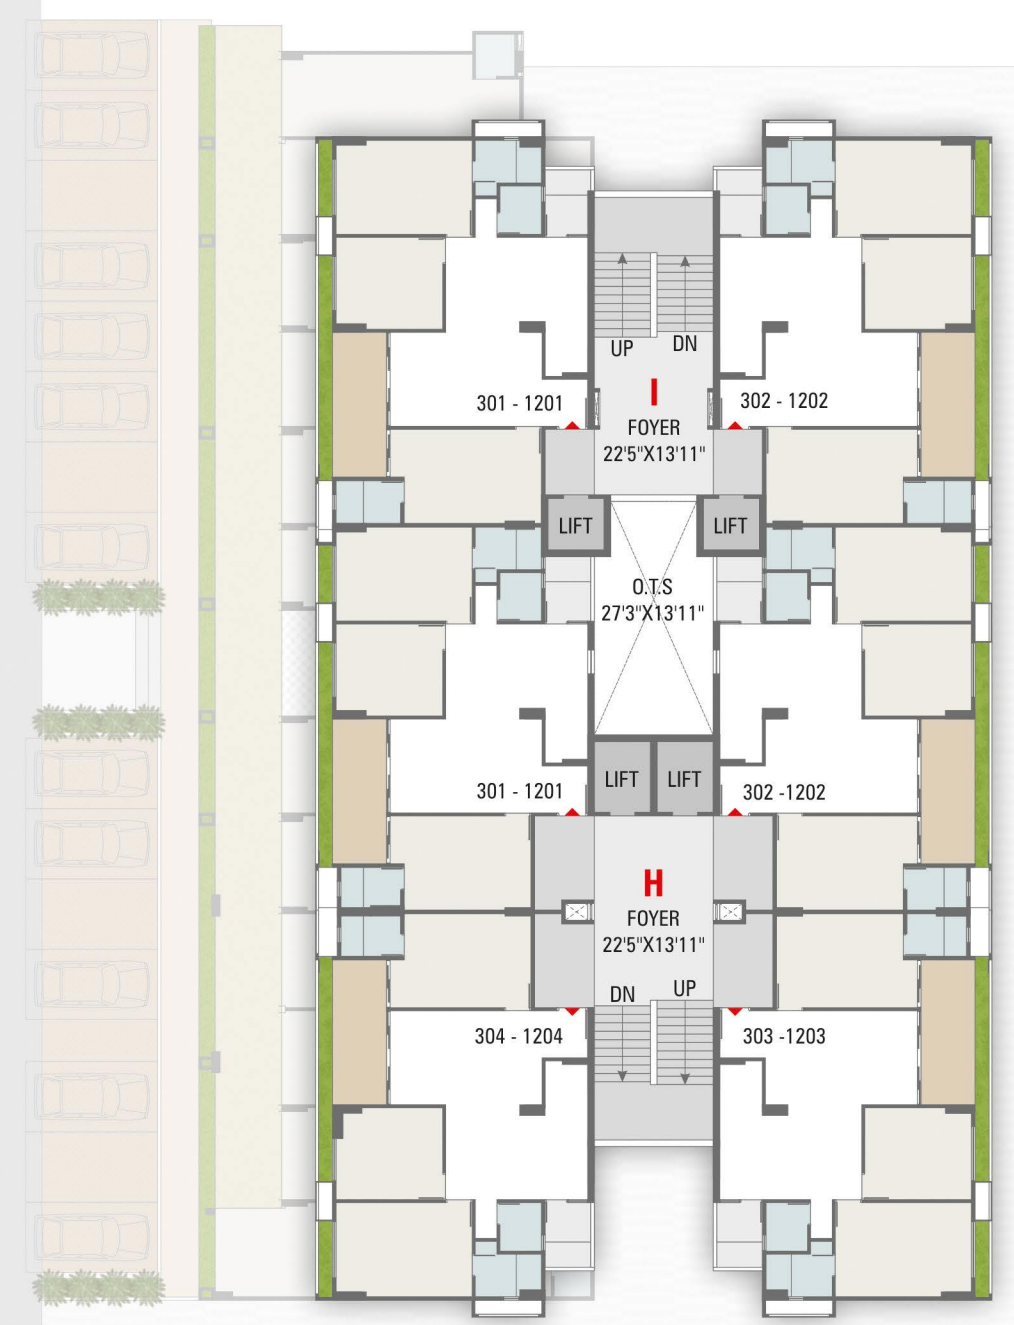 UP
DN
I
301 - 1201
302 - 1202
FOYER
22'5"X13'11"
LIFT
LIFT
O.T.S
27'3"X13'11"
LIFT
LIFT
301 - 1201
302 -1202
H
FOYER
22'5"X13'11"
DN
UP
304 - 1204
303 -1203